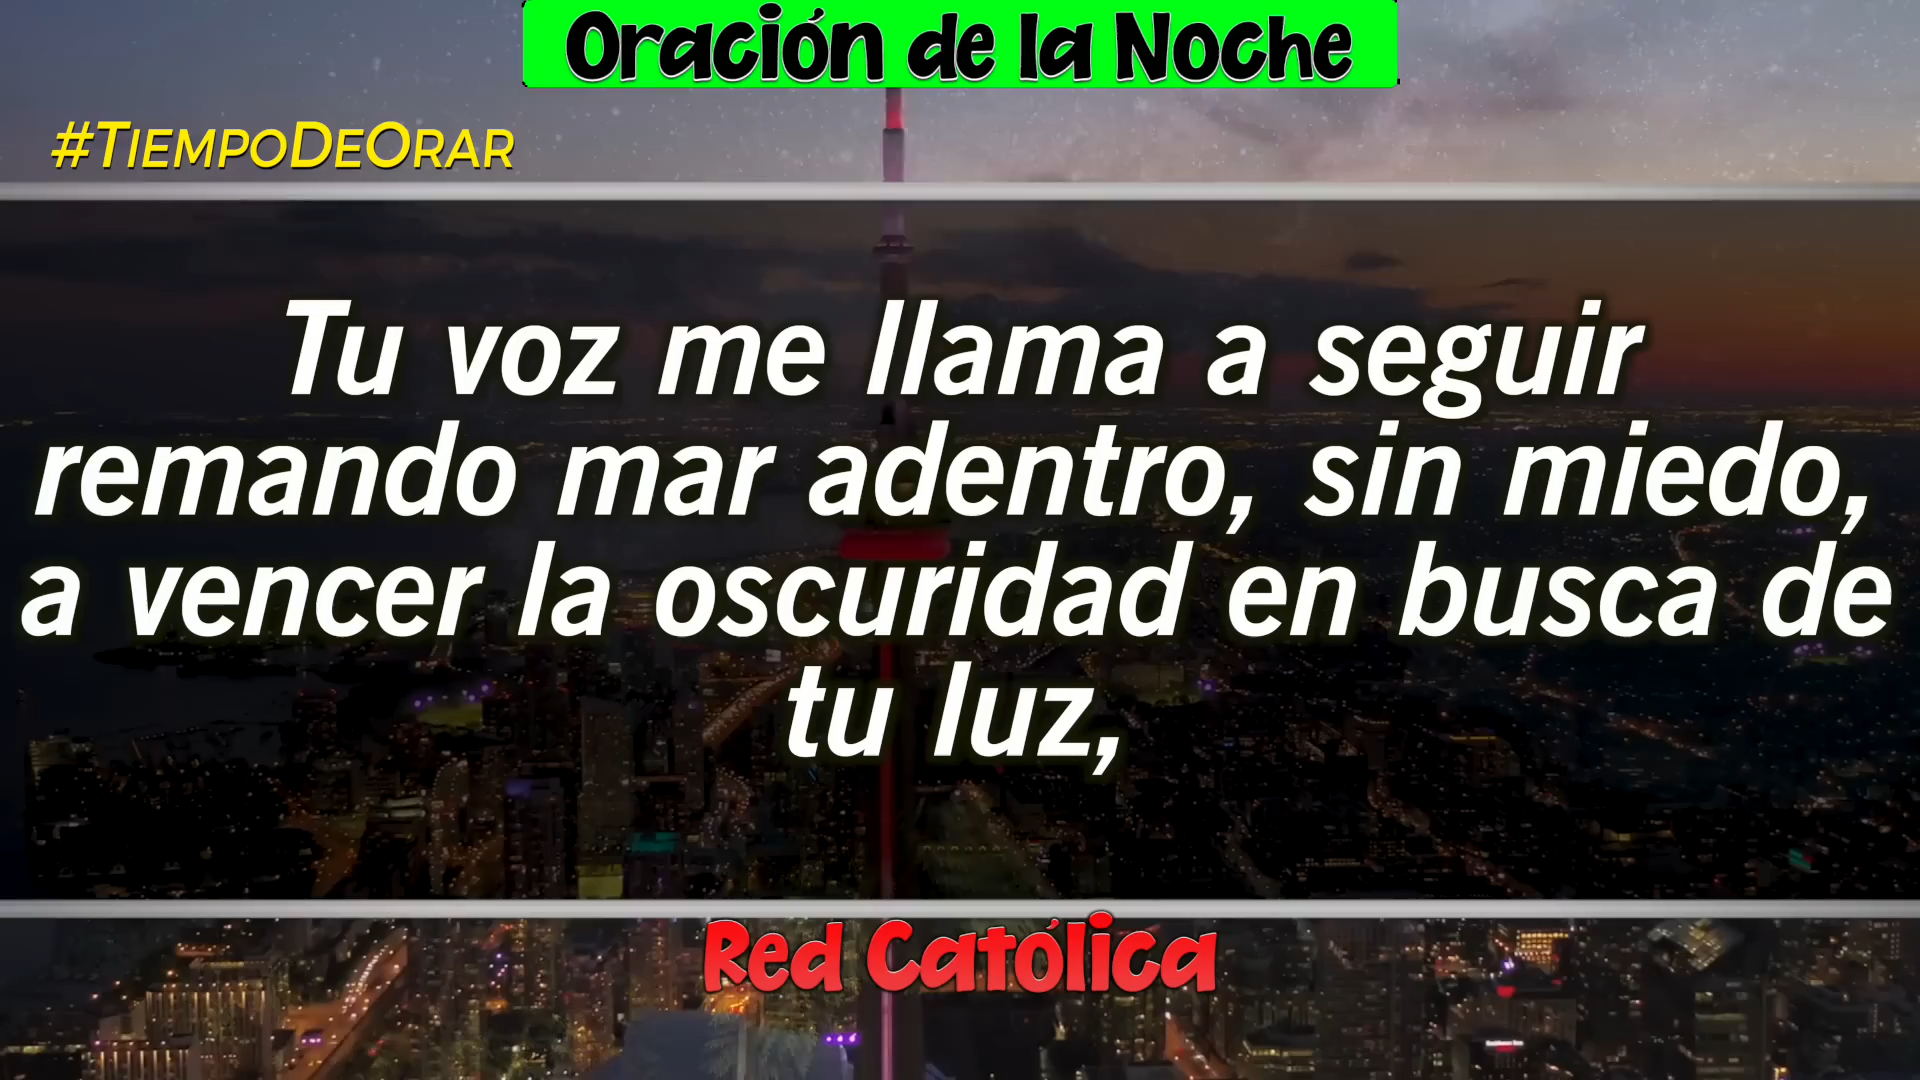 Oración de la Noche
#TiempoDeOrar
Tu voz me llama a seguir
remando mar adentro, sin miedo,
a vencer la oscuridad en busca de
tu luz,
Red Católica